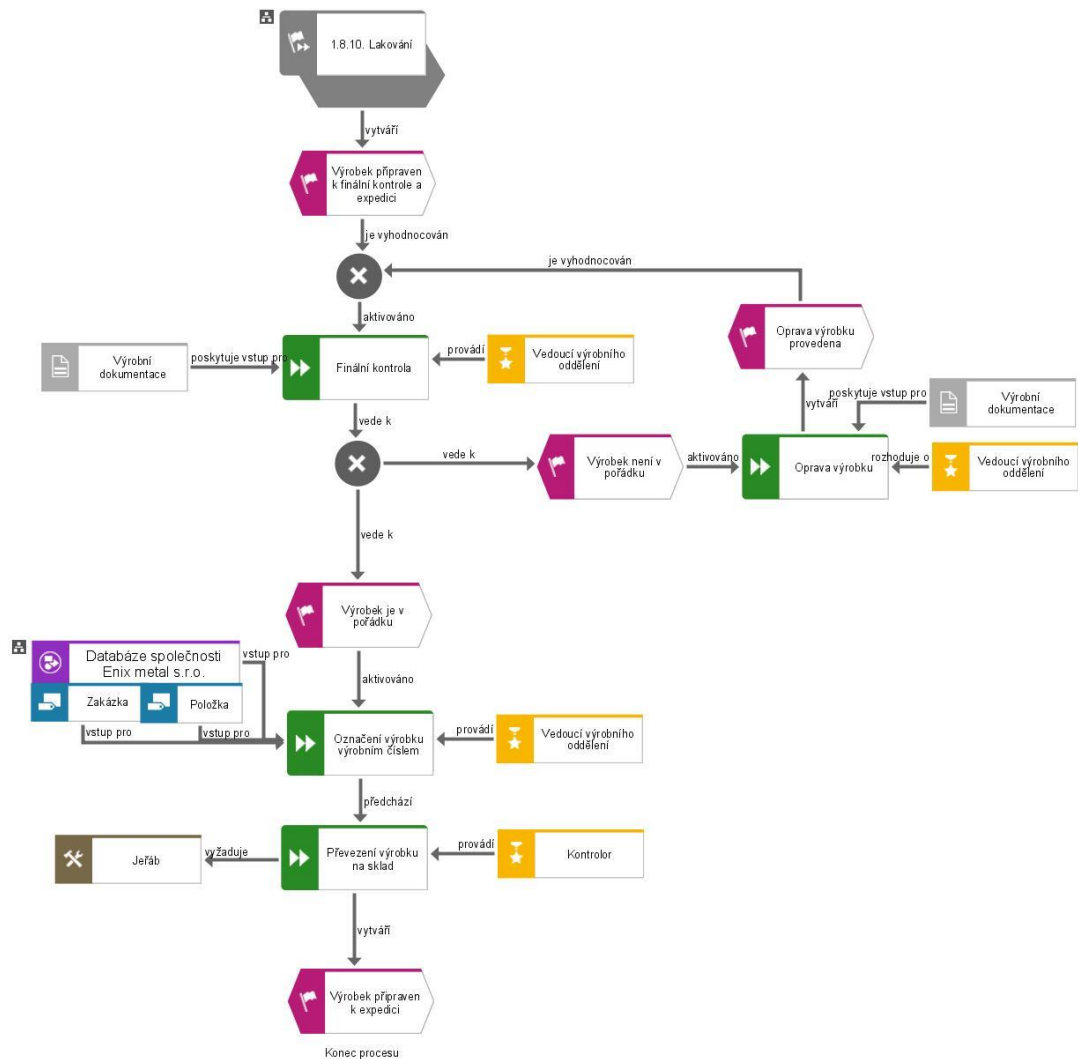 1.8.10. Lakování
vytváří
Výrobek připraven
k finální kontrole a
expedici
je vyhodnocován
je vyhodnocován
aktivováno
Oprava výrobku
provedena
Výrobní
dokumentace
poskytuje vstup pro
Finální kontrola
provádí
Vedoucí výrobního
oddělení
vytváří
poskytuje vstup pro
Výrobní
dokumentace
vede k
vede k
Výrobek není v
pořádku
aktivováno
Oprava výrobku
rozhoduje o
Vedoucí výrobního
oddělení
vede k
Výrobek je v
pořádku
Databáze společnosti
Enix metal s.r.o.
vstup pro
Zakázka
Položka
aktivováno
vstup pro
vstup pro
Označení výrobku
výrobním číslem
provádí
Vedoucí výrobního
oddělení
předchází
Jeřáb
vyžaduje
Převezení výrobku
na sklad
provádí
Kontrolor
vytváří
Výrobek připraven
k expedici
Konec procesu